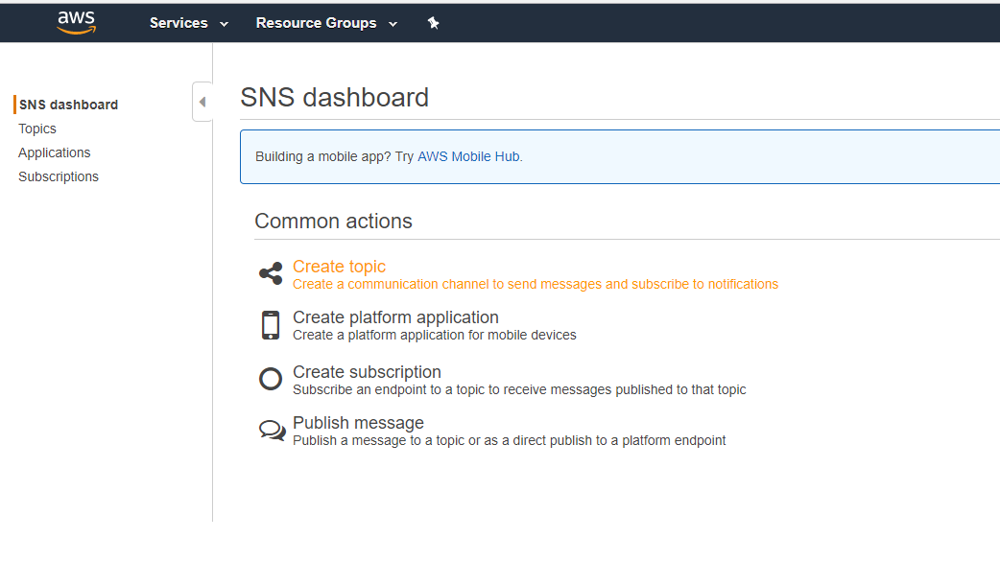 aws Services Resource Groups
SNS dashboard
Topics
Applications
Subscriptions
SNS dashboard
Building a mobile app? Try AWS Mobile Hub.
Common actions
Create topic
Create a communication channel to send messages and subscribe to notifications
Create platform application
Create a platform application for mobile devices
Create subscription
Subscribe an endpoint to a topic to receive messages published to that topic
Publish message
Publish a message to a topic or as a direct publish to a platform endpoint